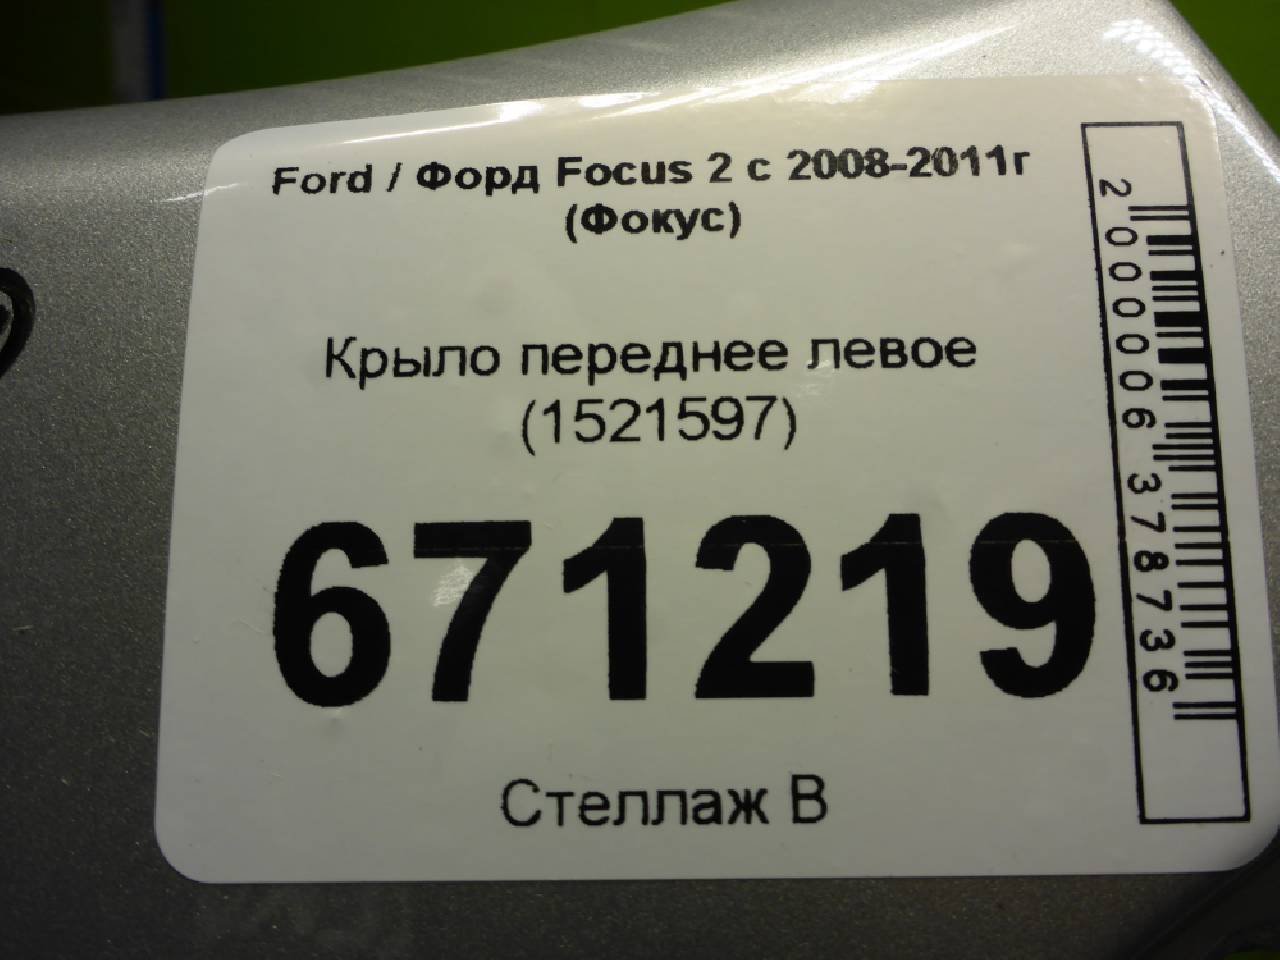 Ford / Форд Focus 2 с 2008-2011г
(Фокус)
Крыло переднее левое
(1521597)
671219
Стеллаж В
2000006378736